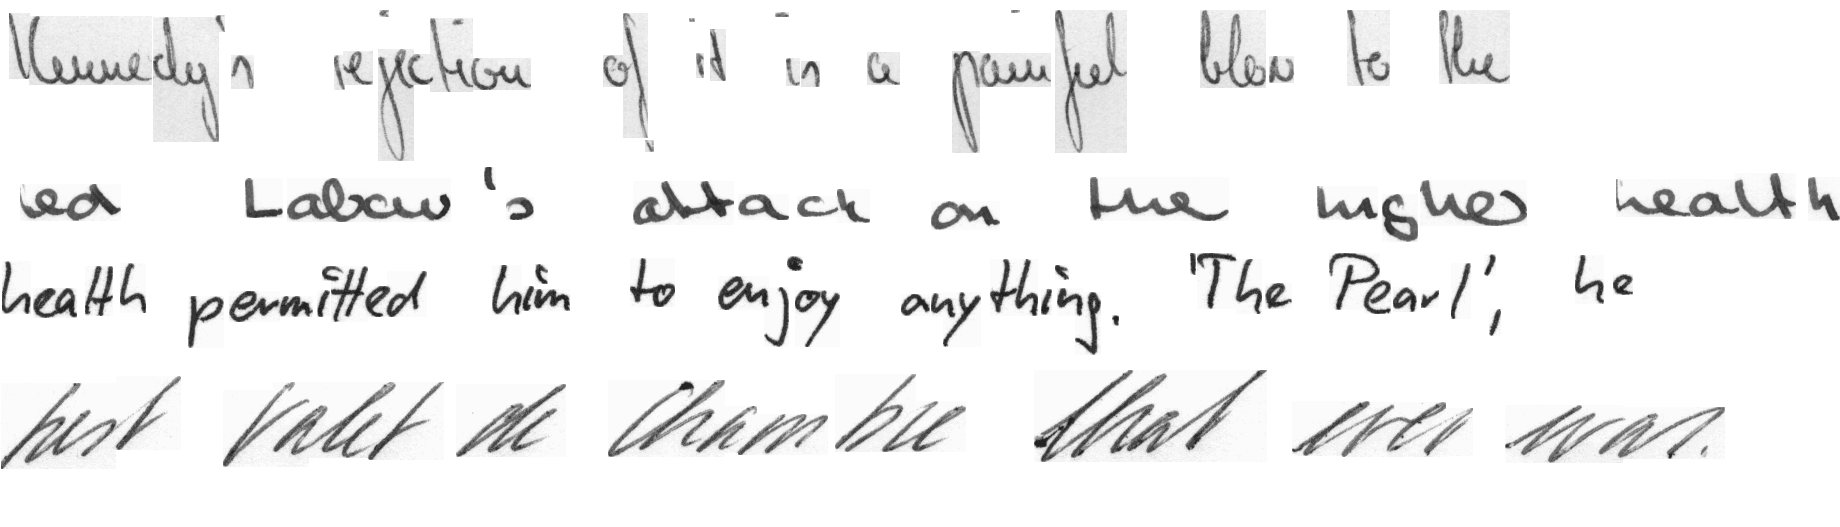 Kennedy's rejection of it is a painful blow to the
led Labour's attack on the higher health
health permitted him to enjoy anything. 'The Pearl', he
best valet de chambre that ever was.